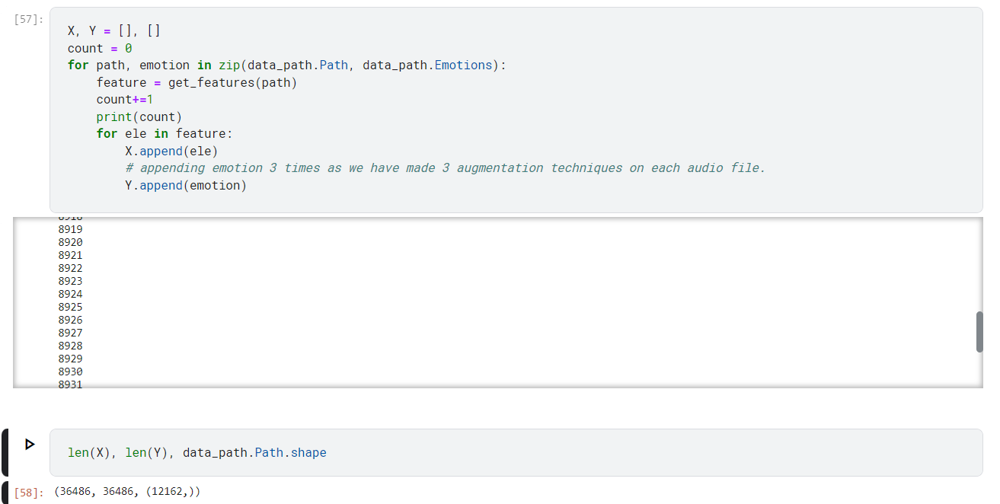 [57]:
X, Y = [], []
count = 0
for path, emotion in zip(data_path.Path, data_path.Emotions):
    feature = get_features(path)
    count+=1
    print(count)
    for ele in feature:
        X.append(ele)
        # appending emotion 3 times as we have made 3 augmentation techniques on each audio file.
        Y.append(emotion)
8918
8919
8920
8921
8922
8923
8924
8925
8926
8927
8928
8929
8930
8931
len(X), len(Y), data_path.Path.shape
[58]: (36486, 36486, (12162,))